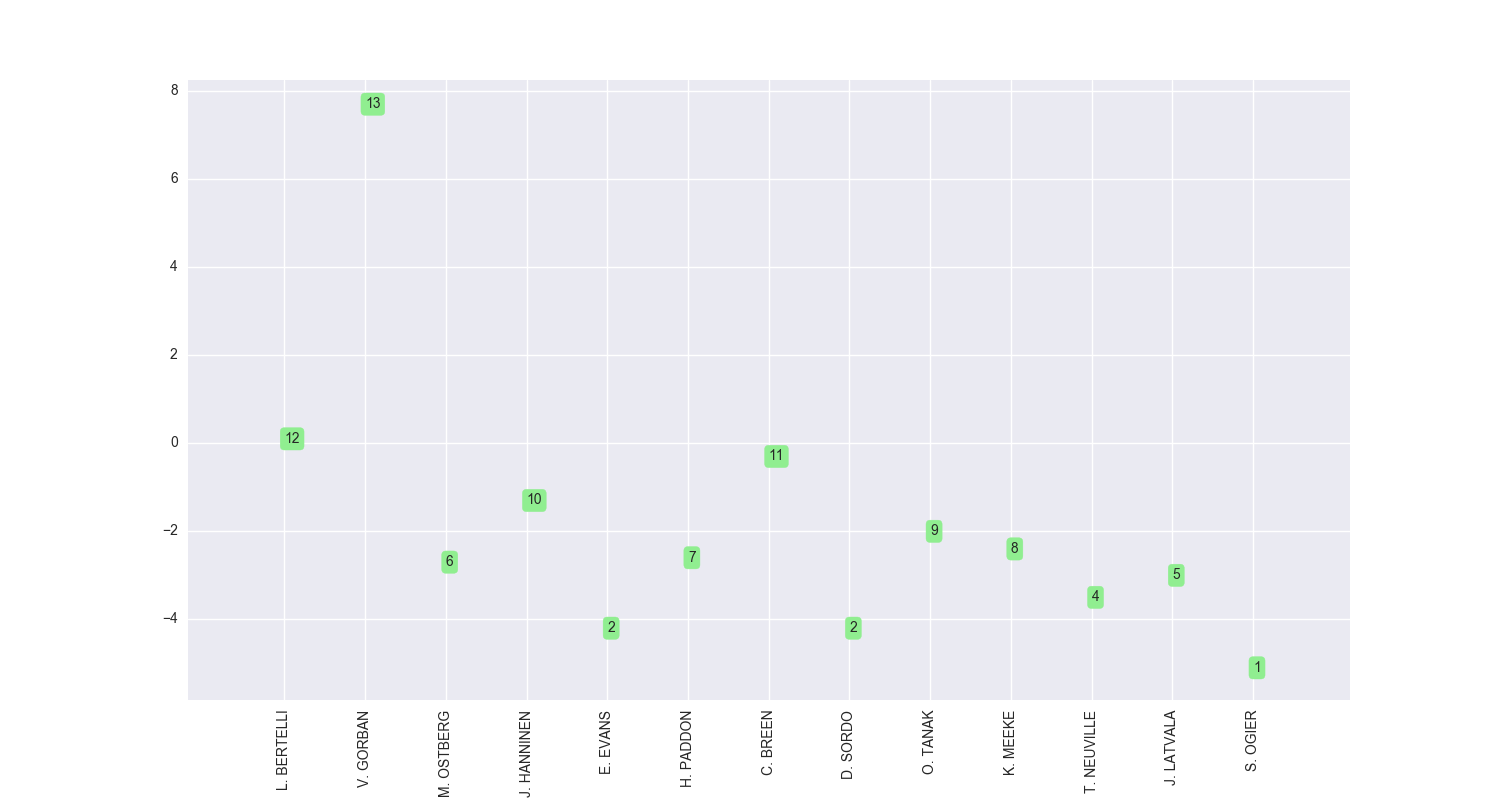 8
13
6
4
2
12
0
11
10
−2
9
8
7
6
5
4
−4
2
2
1
L. BERTELLI
V. GORBAN
M. OSTBERG
J. HANNINEN
E. EVANS
H. PADDON
C. BREEN
D. SORDO
O. TANAK
K. MEEKE
T. NEUVILLE
J. LATVALA
S. OGIER